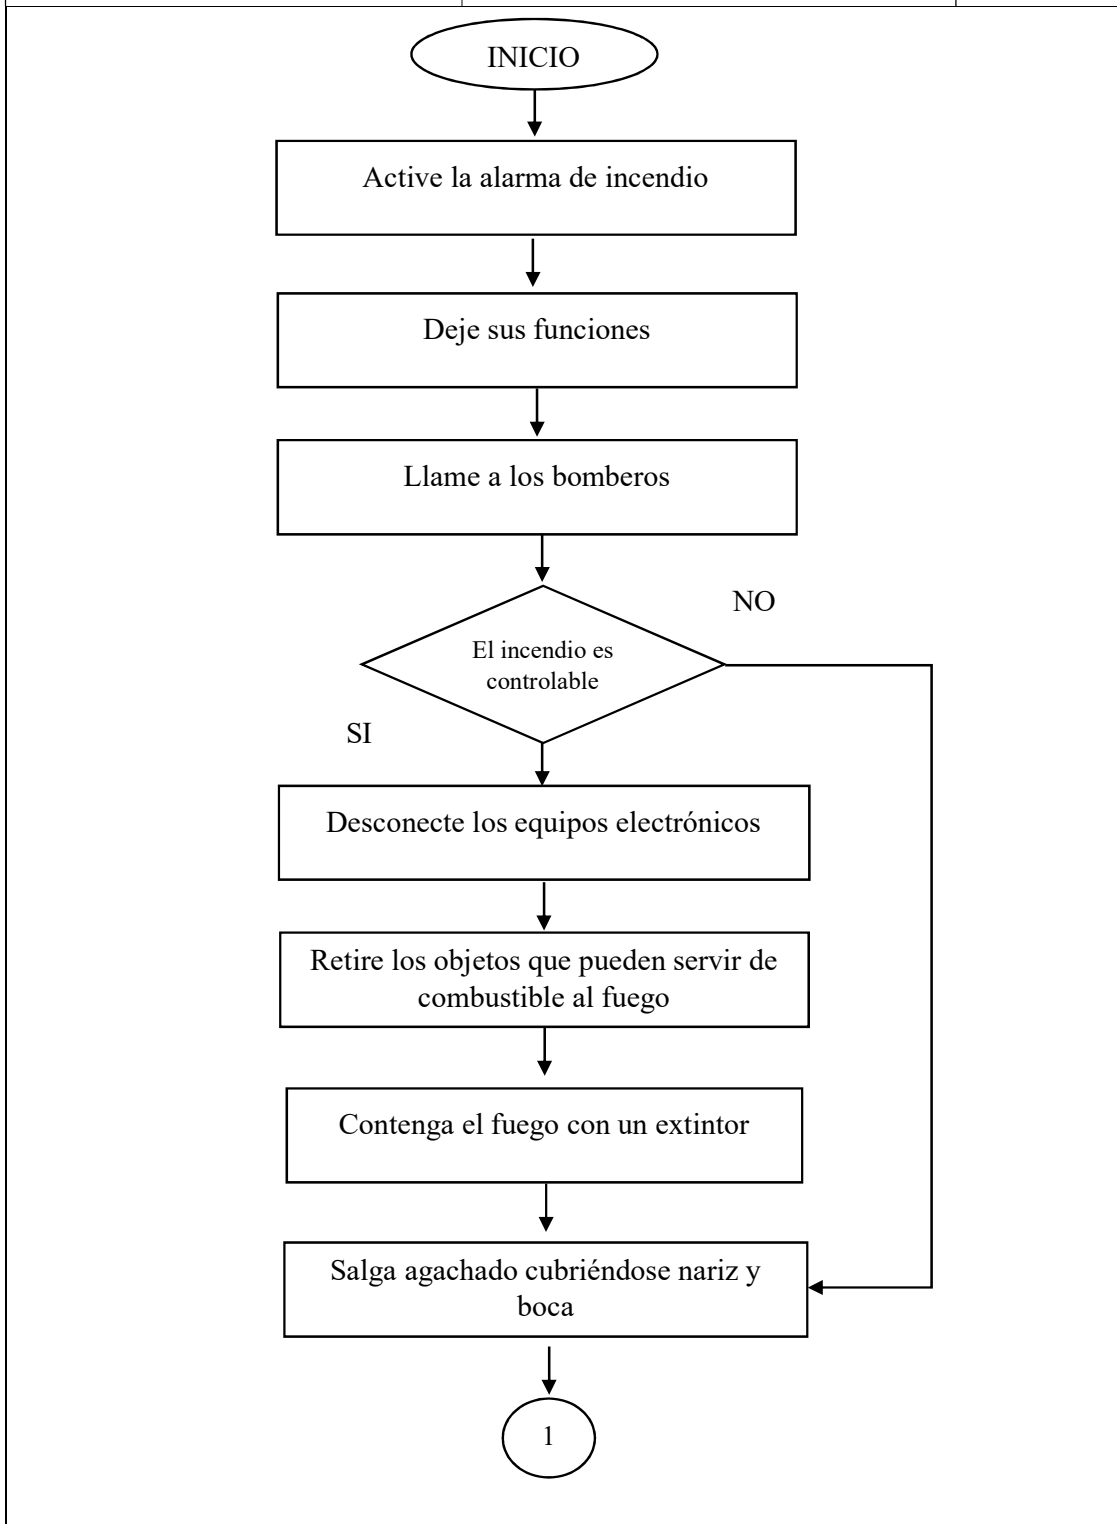 INICIO
Active la alarma de incendio
Deje sus funciones
Llame a los bomberos
NO
El incendio es
controlable
SI
Desconecte los equipos electrónicos
Retire los objetos que pueden servir de
combustible al fuego
Contenga el fuego con un extintor
Salga agachado cubriéndose nariz y
boca
1